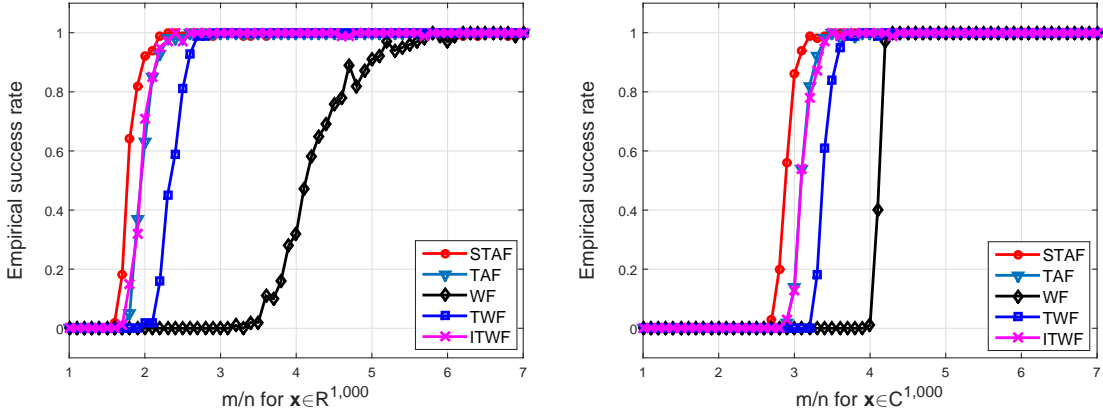 Empirical success rate
1
0.8
0.6
0.4
0.2
0
1 2 3 4 5 6 7
m/n for x∈R^1,000
STAF
TAF
WF
TWF
ITWF
Empirical success rate
1
0.8
0.6
0.4
0.2
0
1 2 3 4 5 6 7
m/n for x∈C^1,000
STAF
TAF
WF
TWF
ITWF